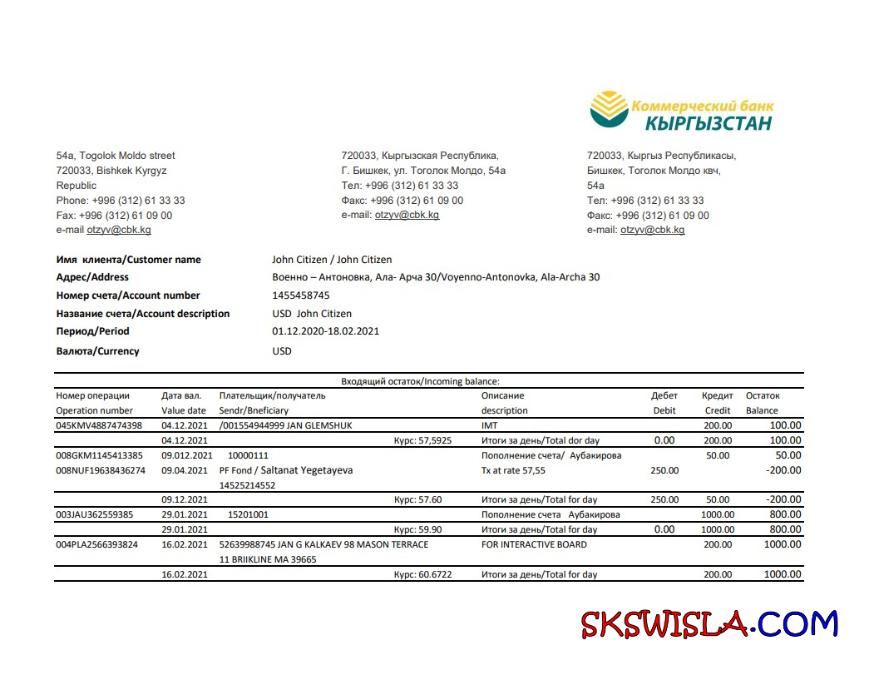 Коммерческий банк
КЫРГЫЗСТАН
54a, Togolok Moldo street
720033, Bishkek Kyrgyz
Republic
Phone: +996 (312) 61 33 33
Fax: +996 (312) 61 09 00
e-mail otzyv@cbk.kg
720033, Кыргызская Республика,
Г. Бишкек, ул. Тоголок Молдо, 54а
Тел: +996 (312) 61 33 33
Факс: +996 (312) 61 09 00
e-mail: otzyv@cbk.kg
720033, Кыргыз Республикасы,
Бишкек, Тоголок Молдо квч,
54а
Тел: +996 (312) 61 33 33
Факс: +996 (312) 61 09 00
e-mail: otzyv@cbk.kg
Имя клиента/Customer name John Citizen / John Citizen
Адрес/Address Военно – Антоновка, Ала- Арча 30/Voyenno-Antonovka, Ala-Archa 30
Номер счета/Account number 1455458745
Название счета/Account description USD John Citizen
Период/Period 01.12.2020-18.02.2021
Валюта/Currency USD
Входящий остаток/Incoming balance:
Номер операции Дата вал. Плательщик/получатель Описание Дебет Кредит Остаток
Operation number Value date Sendr/Bneficiary description Debit Credit Balance
045KMV4887474398 04.12.2021 /001554944999 JAN GLEMSHUK IMT 200.00 100.00
04.12.2021 Курс: 57,5925 Итоги за день/Total dor day 0.00 200.00 100.00
008GKM1145413385 09.012.2021 10000111 Пополнение счета/ Аубакирова 50.00 50.00
008NUF19638436274 09.04.2021 PF Fond / Saltanat Yegetayeva Tx at rate 57,55 250.00 -200.00
14525214552
09.12.2021 Курс: 57.60 Итоги за день/Total for day 250.00 50.00 -200.00
003JAU362559385 29.01.2021 15201001 Пополнение счета Аубакирова 1000.00 800.00
29.01.2021 Курс: 59.90 Итоги за день/Total for day 0.00 1000.00 800.00
004PLA2566393824 16.02.2021 52639988745 JAN G KALKAEV 98 MASON TERRACE FOR INTERACTIVE BOARD 200.00 1000.00
11 BRIIKLINE MA 39665
16.02.2021 Курс: 60.6722 Итоги за день/Total for day 200.00 1000.00
SKSWISLA.COM